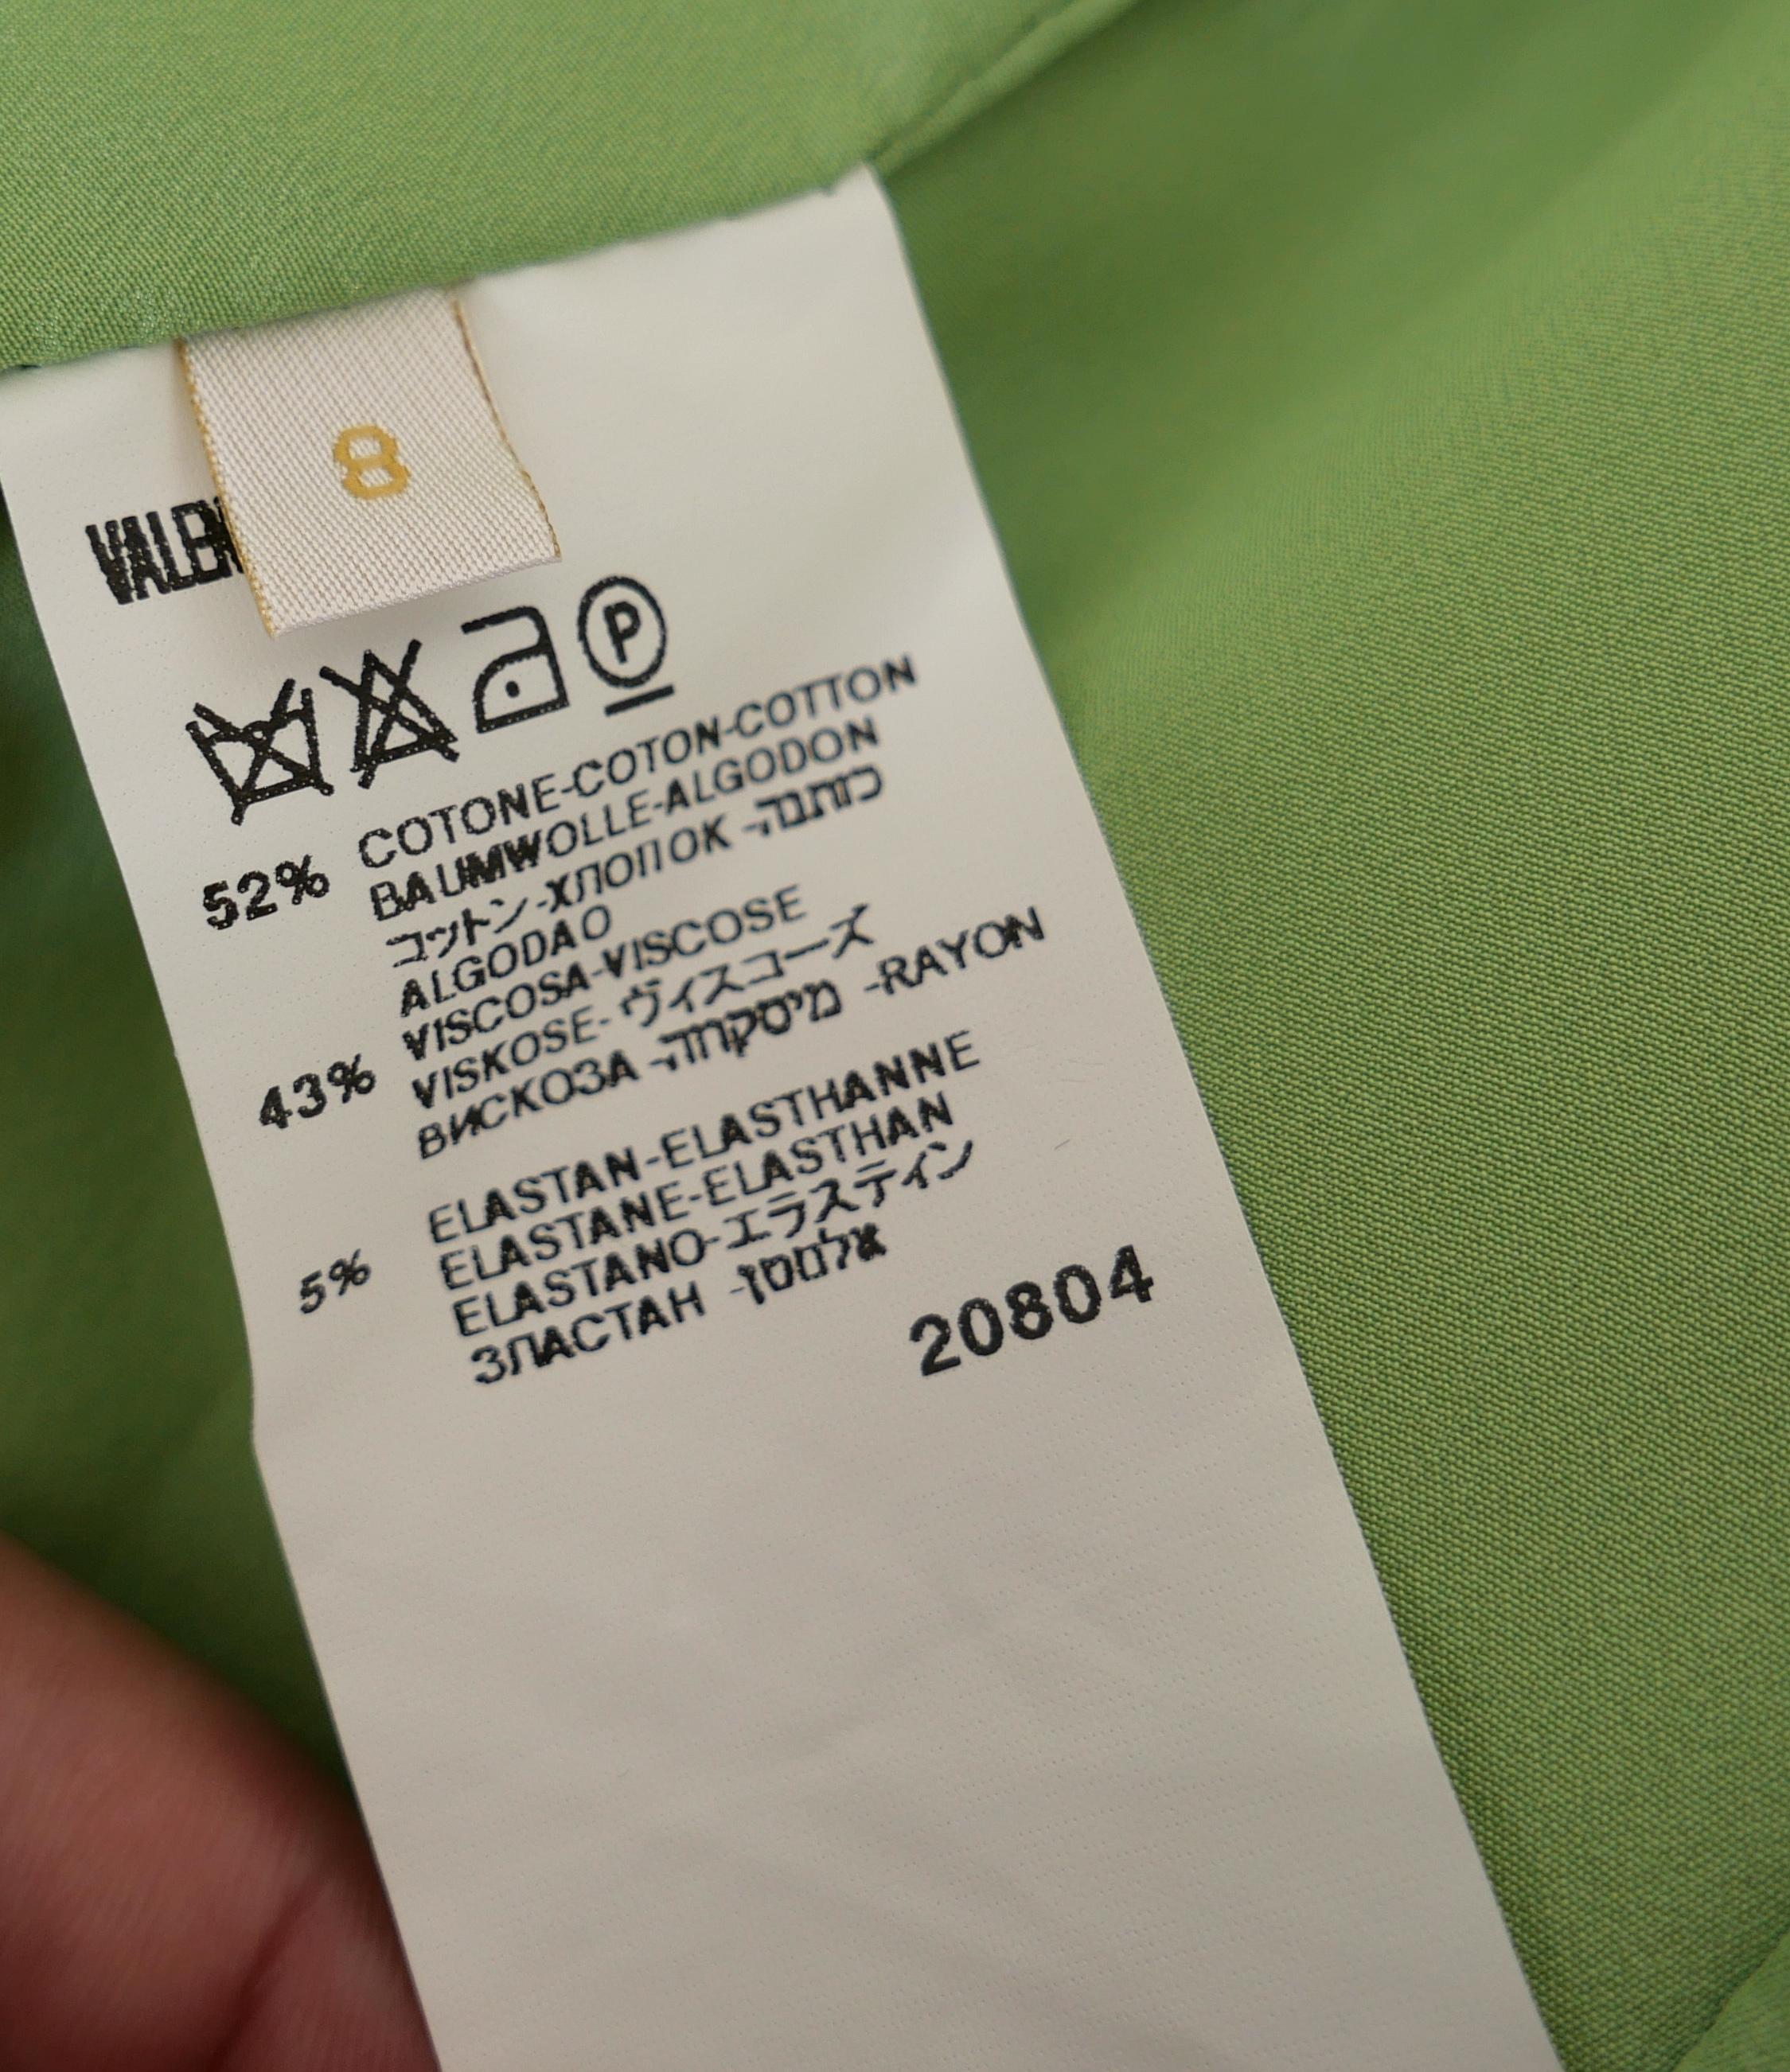 8
VALEN
P
52% COTONE-COTON-COTTON
BAUMWOLLE-ALGODON
コットン-ХЛОПОК -כותנה
ALGODAO
43% VISCOSA-VISCOSE
VISKOSE-ヴィスコーズ
ВИСКОЗА - -RAYON
5% ELASTAN-ELASTHANNE
ELASTANE-ELASTHAN
ELASTANO-エラスティン
ЗЛАСТАН -אלסטן
20804